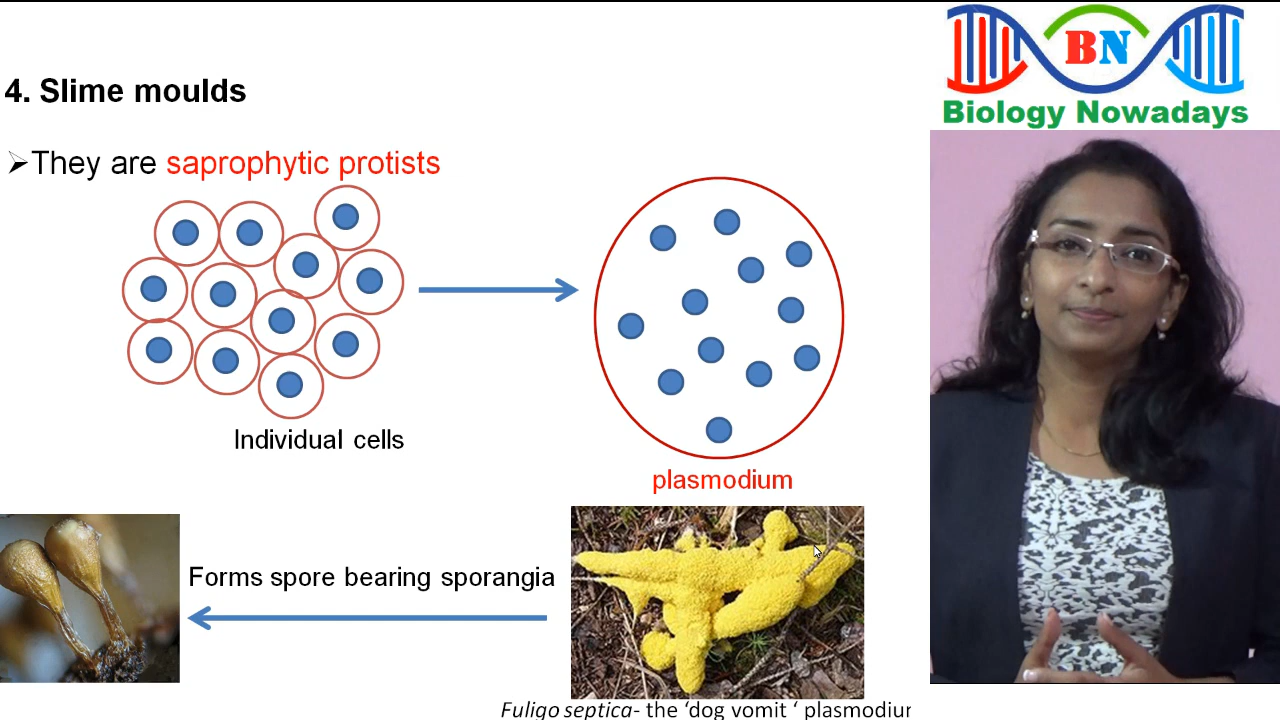 BN
Biology Nowadays
4. Slime moulds
➢They are saprophytic protists
Individual cells
plasmodium
Forms spore bearing sporangia
Fuligo septica- the ‘dog vomit ‘ plasmodiur